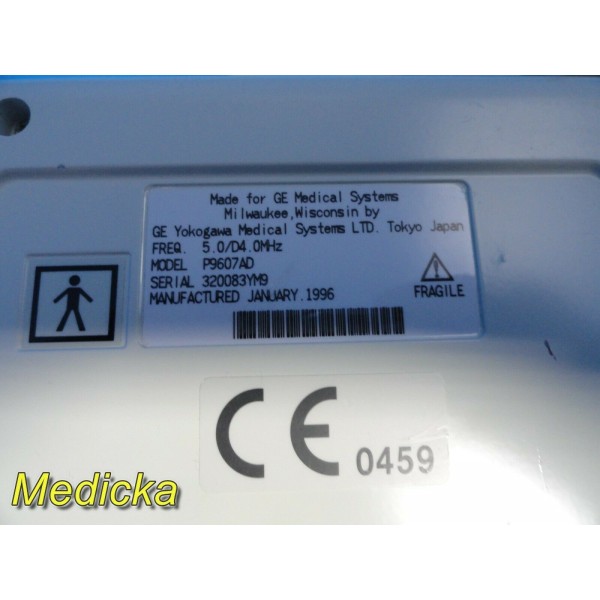 Made for GE Medical Systems
Milwaukee,Wisconsin by
GE Yokogawa Medical Systems LTD. Tokyo Japan
FREQ. 5.0/D4.0MHz
MODEL P9607AD
SERIAL 320083YM9
MANUFACTURED JANUARY.1996
FRAGILE
CE 0459
Medicka